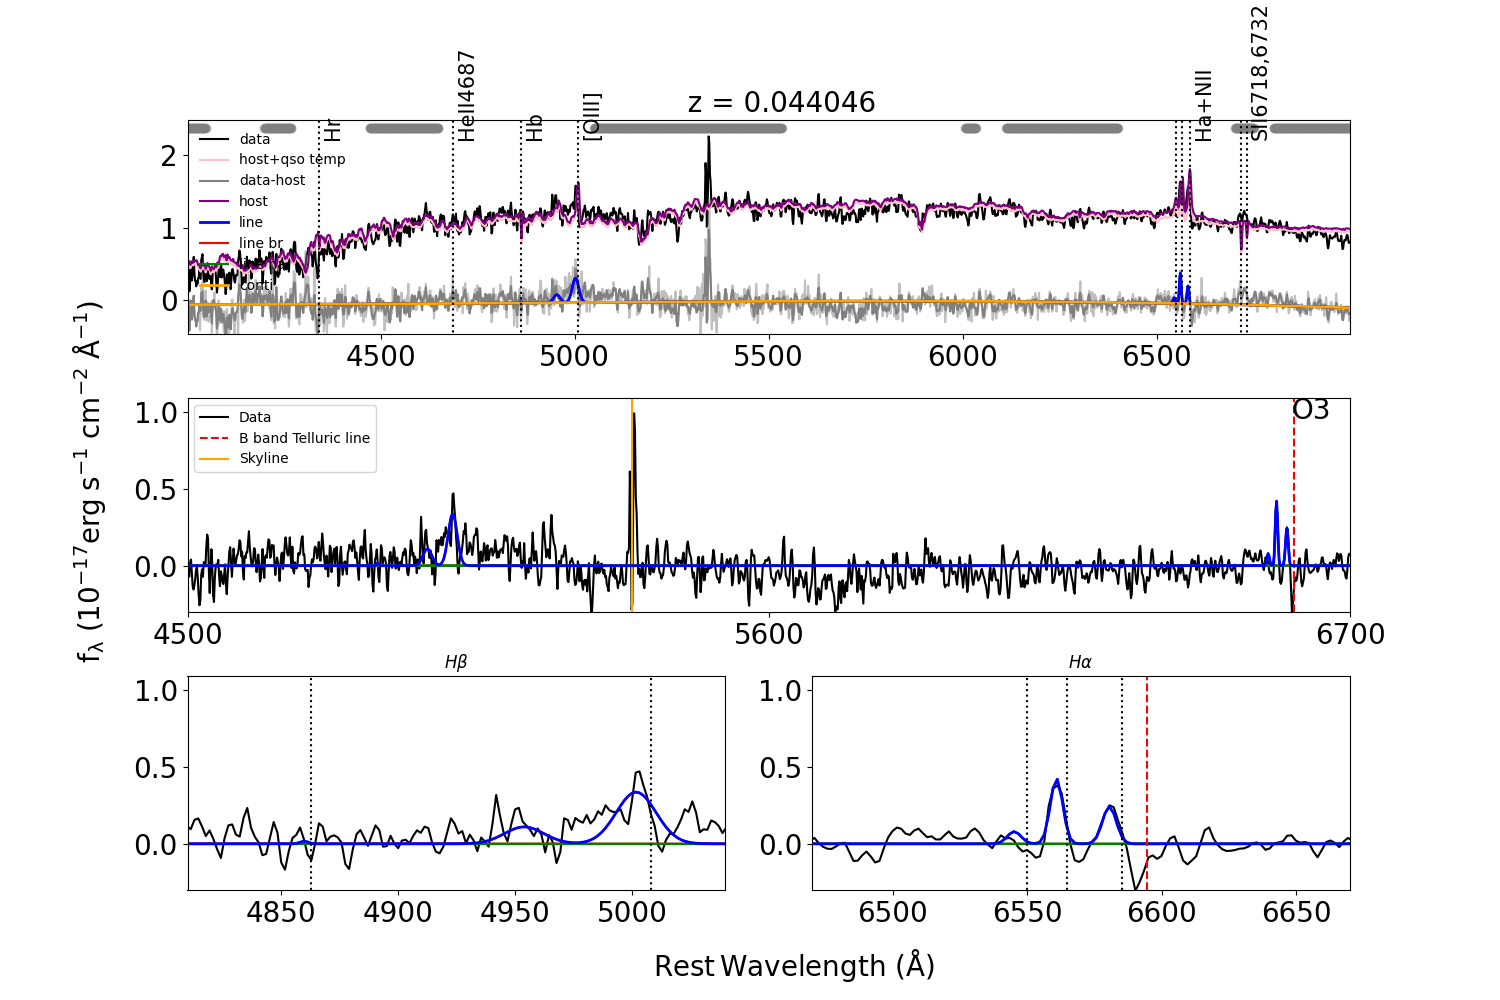 z = 0.044046
Hr
HeII4687
Hb
[OIII]
Ha+NII
SII6718,6732
data
host+qso temp
data-host
host
line
line br
conti
2
1
0
4500
5000
5500
6000
6500
fλ (10−17erg s−1 cm−2 Å−1)
Data
B band Telluric line
Skyline
O3
1.0
0.5
0.0
4500
5600
6700
Hβ
1.0
0.5
0.0
4850
4900
4950
5000
Hα
1.0
0.5
0.0
6500
6550
6600
6650
Rest Wavelength (Å)